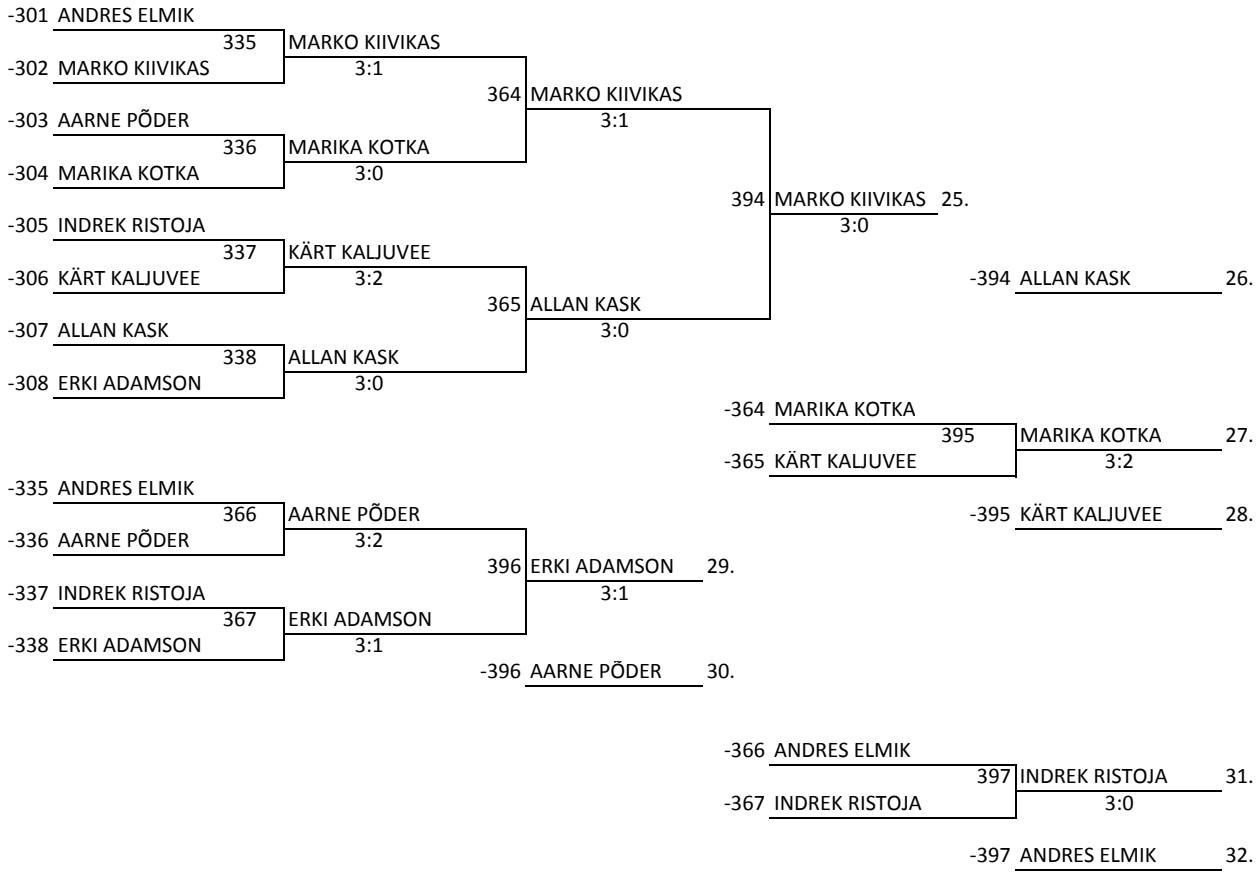 -301 ANDRES ELMIK
335 MARKO KIIVIKAS
-302 MARKO KIIVIKAS 3:1
364 MARKO KIIVIKAS
-303 AARNE PÕDER 3:1
336 MARIKA KOTKA
-304 MARIKA KOTKA 3:0
394 MARKO KIIVIKAS 25.
-305 INDREK RISTOJA 3:0
337 KÄRT KALJUVEE
-306 KÄRT KALJUVEE 3:2 -394 ALLAN KASK 26.
365 ALLAN KASK
-307 ALLAN KASK 3:0
338 ALLAN KASK
-308 ERKI ADAMSON 3:0
-364 MARIKA KOTKA
395 MARIKA KOTKA 27.
-365 KÄRT KALJUVEE 3:2
-335 ANDRES ELMIK
366 AARNE PÕDER -395 KÄRT KALJUVEE 28.
-336 AARNE PÕDER 3:2
396 ERKI ADAMSON 29.
-337 INDREK RISTOJA 3:1
367 ERKI ADAMSON
-338 ERKI ADAMSON 3:1
-396 AARNE PÕDER 30.
-366 ANDRES ELMIK
397 INDREK RISTOJA 31.
-367 INDREK RISTOJA 3:0
-397 ANDRES ELMIK 32.